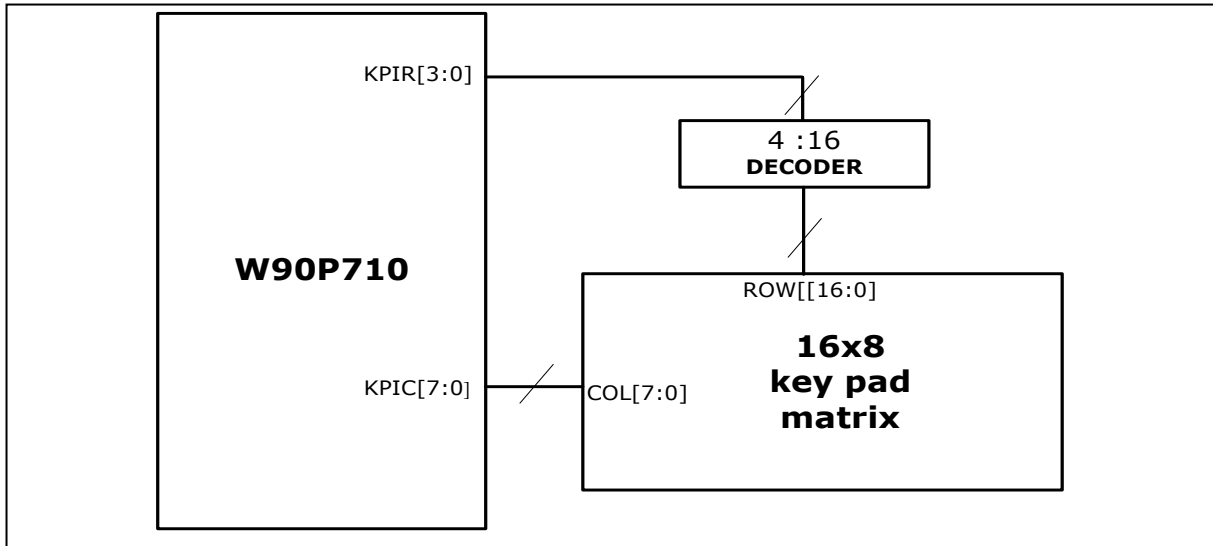 KPIR[3:0]
4 :16
DECODER
W90P710
ROW[[16:0]
16x8
key pad
matrix
KPIC[7:0]
COL[7:0]